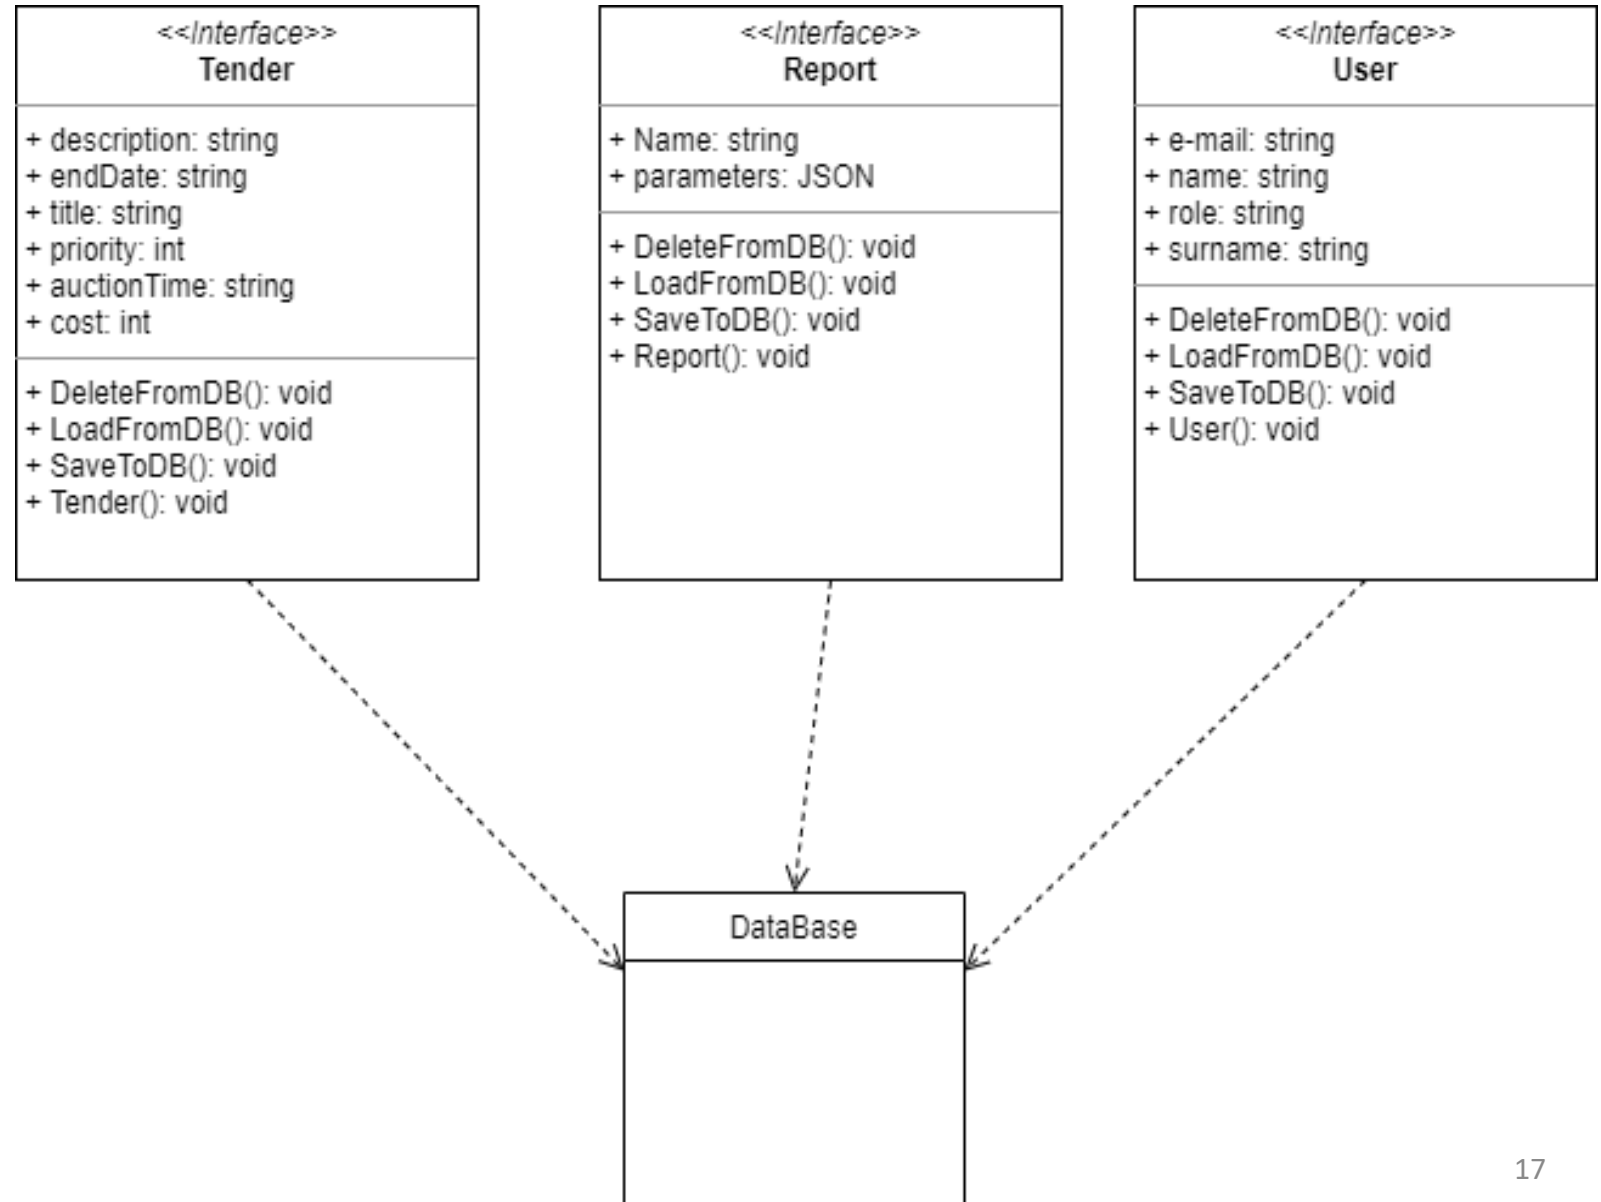 <<Interface>>
Tender
+ description: string
+ endDate: string
+ title: string
+ priority: int
+ auctionTime: string
+ cost: int
+ DeleteFromDB(): void
+ LoadFromDB(): void
+ SaveToDB(): void
+ Tender(): void
<<Interface>>
Report
+ Name: string
+ parameters: JSON
+ DeleteFromDB(): void
+ LoadFromDB(): void
+ SaveToDB(): void
+ Report(): void
<<Interface>>
User
+ e-mail: string
+ name: string
+ role: string
+ surname: string
+ DeleteFromDB(): void
+ LoadFromDB(): void
+ SaveToDB(): void
+ User(): void
DataBase
17